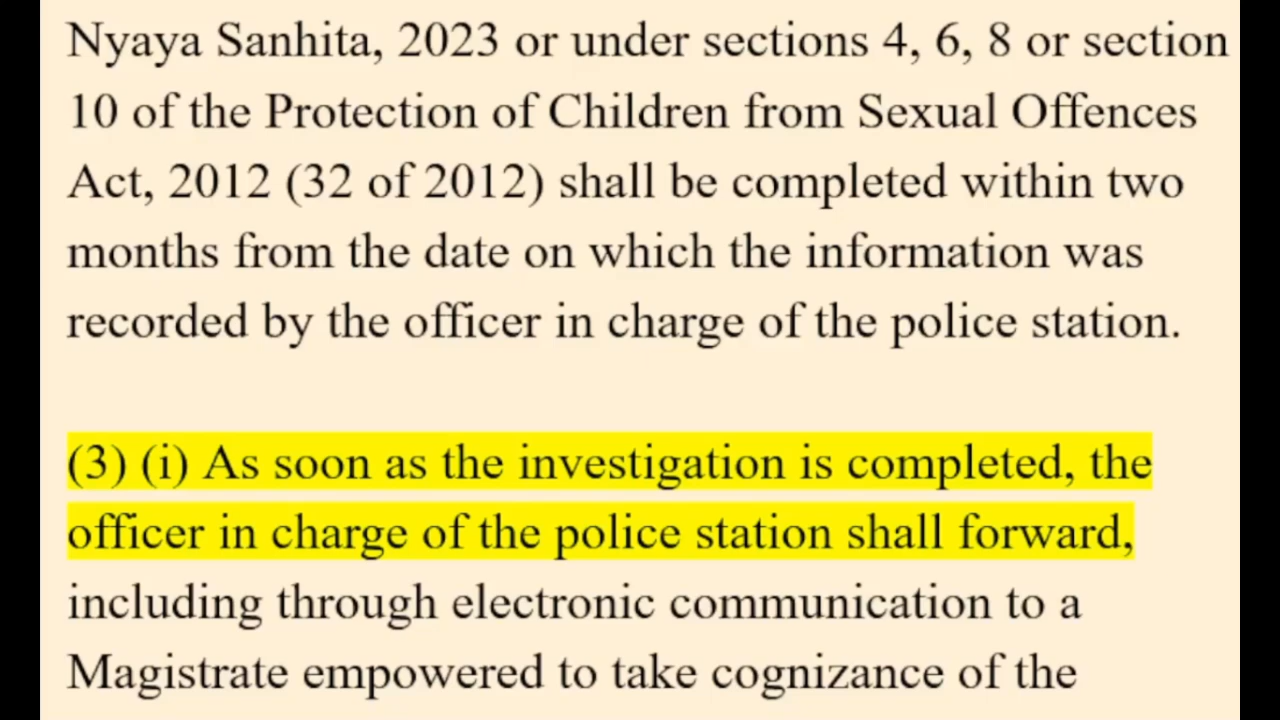 Nyaya Sanhita, 2023 or under sections 4, 6, 8 or section
10 of the Protection of Children from Sexual Offences
Act, 2012 (32 of 2012) shall be completed within two
months from the date on which the information was
recorded by the officer in charge of the police station.
(3) (i) As soon as the investigation is completed, the
officer in charge of the police station shall forward,
including through electronic communication to a
Magistrate empowered to take cognizance of the